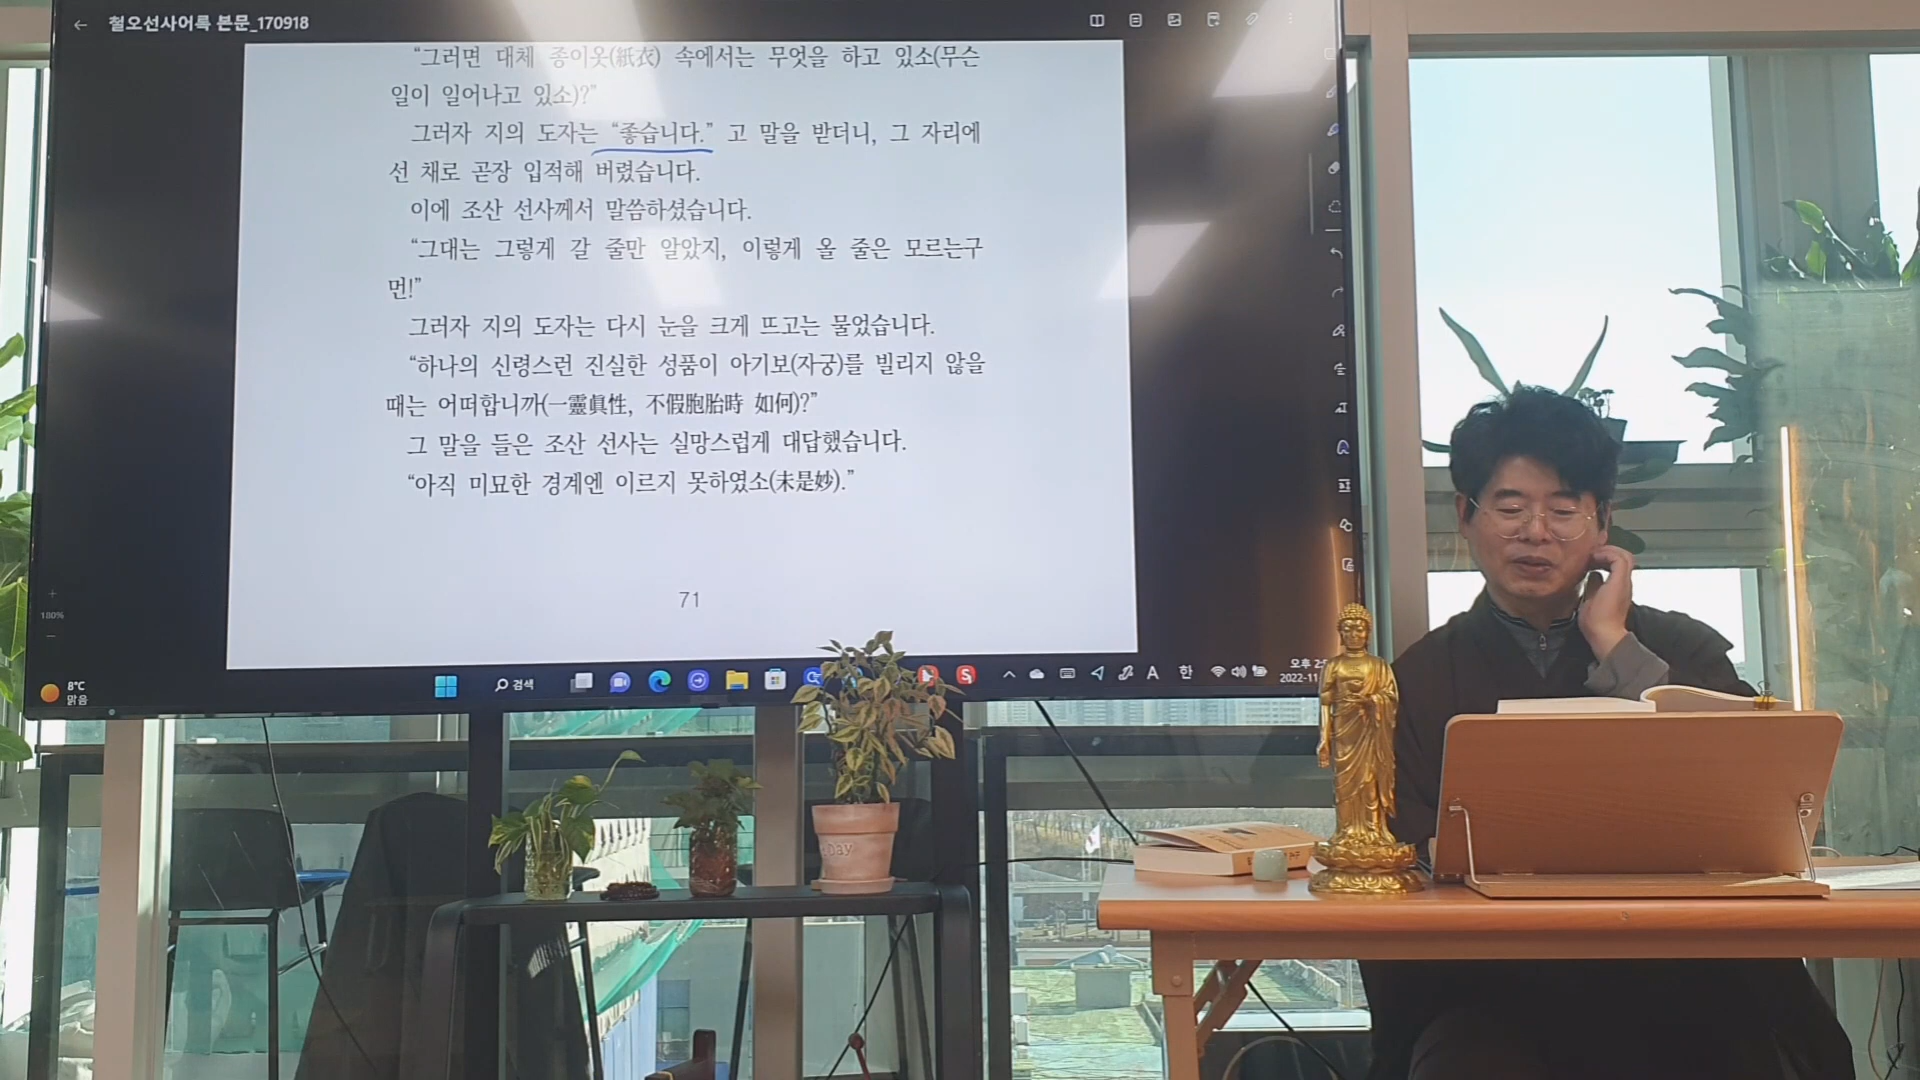 철오선사어록 본문_170918
“그러면 대체 종이옷(紙衣) 속에서는 무엇을 하고 있소(무슨
일이 일어나고 있소)?”
그러자 지의 도자는 “좋습니다.” 고 말을 받더니, 그 자리에
선 채로 곧장 입적해 버렸습니다.
이에 조산 선사께서 말씀하셨습니다.
“그대는 그렇게 갈 줄만 알았지, 이렇게 올 줄은 모르는구
먼!”
그러자 지의 도자는 다시 눈을 크게 뜨고는 물었습니다.
“하나의 신령스런 진실한 성품이 아기보(자궁)를 빌리지 않을
때는 어떠합니까(一靈眞性, 不假胞胎時 如何)?”
그 말을 들은 조산 선사는 실망스럽게 대답했습니다.
“아직 미묘한 경계엔 이르지 못하였소(未是妙).”
71
180%
8°C
맑음
검색
A
한
오후 2:
2022-11